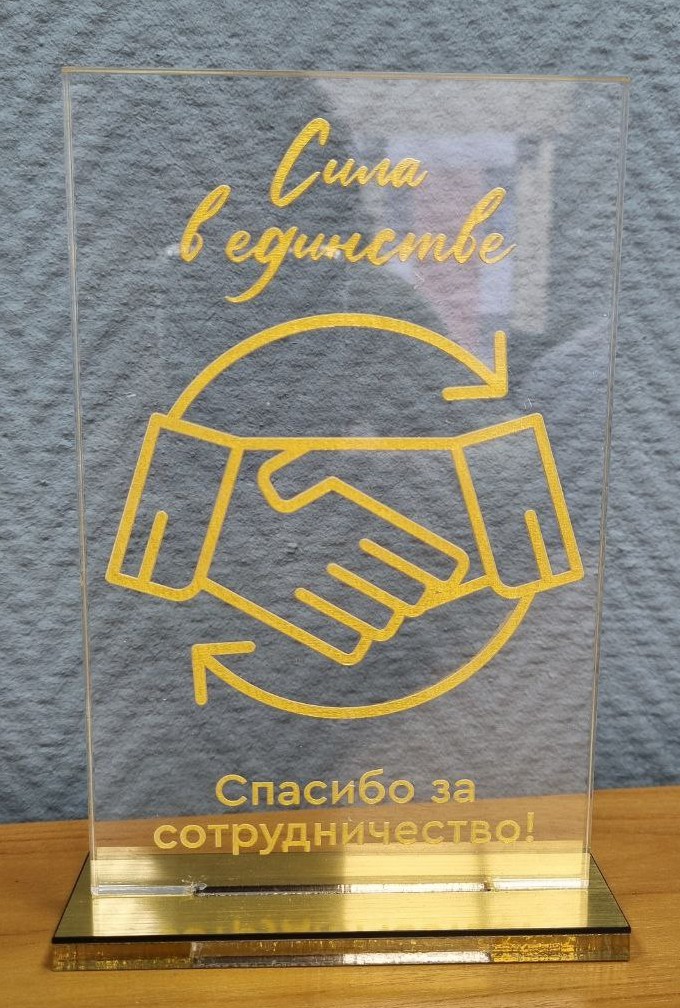 Сила
в единстве
Спасибо за
сотрудничество!